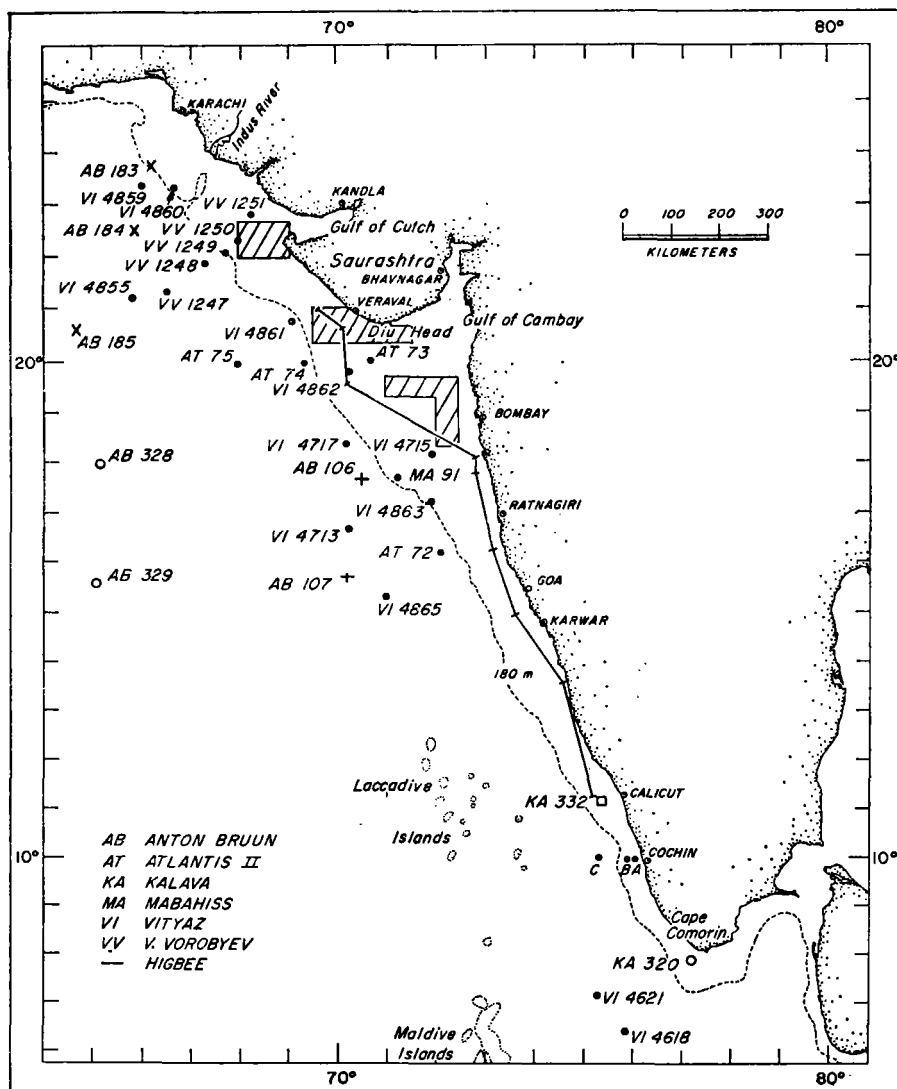 70°
80°
KARACHI
Indus River
0 100 200 300
KILOMETERS
AB 183
VI 4859
VI 4860
VV 1251
KANDLA
AB 184
VV 1250
Gulf of Cutch
VV 1249
Saurashtra
VV 1248
BHAVNAGAR
VI 4855
VV 1247
VERAVAL
Gulf of Cambay
AB 185
VI 4861
Diu Head
20°
AT 75
AT 74
AT 73
20°
VI 4862
BOMBAY
VI 4717
VI 4715
AB 328
AB 106
MA 91
VI 4863
RATNAGIRI
VI 4713
AT 72
AB 329
AB 107
GOA
VI 4865
KARWAR
180 m
Laccadive
Islands
KA 332
CALICUT
10°
C
BA
COCHIN
10°
AB ANTON BRUUN
AT ATLANTIS II
KA KALAVA
MA MABAHISS
VI VITYAZ
VV V. VOROBYEV
— HIGBEE
Cape
Comorin
KA 320
VI 4621
VI 4618
Maldive
Islands
70°
80°